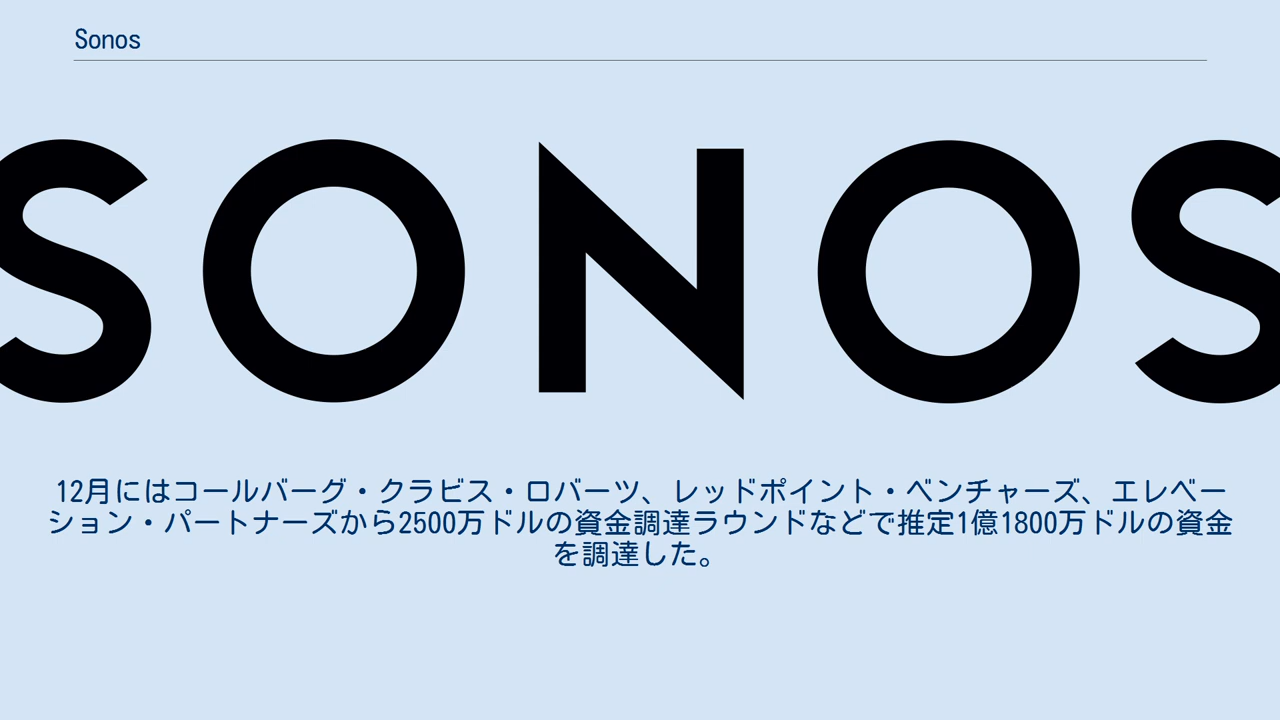 Sonos
SONOS
12月にはコールバーグ・クラビス・ロバーツ、レッドポイント・ベンチャーズ、エレベー
ション・パートナーズから2500万ドルの資金調達ラウンドなどで推定1億1800万ドルの資金
を調達した。